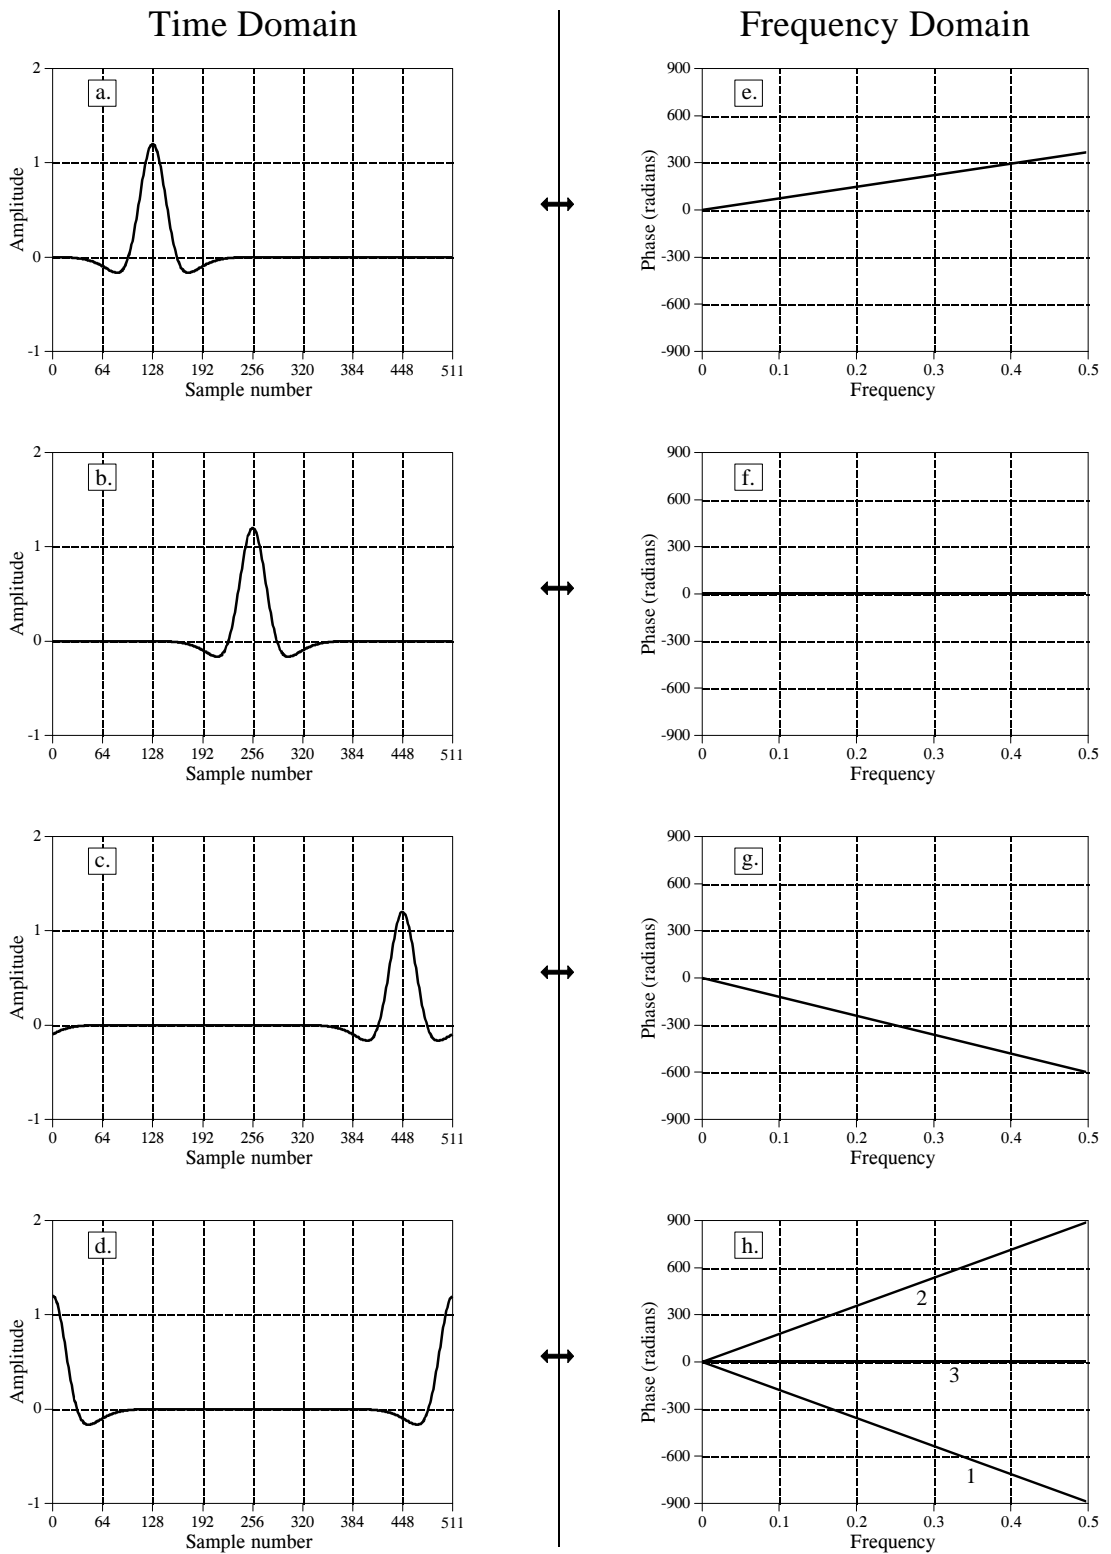 Time Domain
Frequency Domain
a.
2
1
0
-1
Amplitude
0 64 128 192 256 320 384 448 511
Sample number
e.
900
600
300
0
-300
-600
-900
Phase (radians)
0 0.1 0.2 0.3 0.4 0.5
Frequency
b.
2
1
0
-1
Amplitude
0 64 128 192 256 320 384 448 511
Sample number
f.
900
600
300
0
-300
-600
-900
Phase (radians)
0 0.1 0.2 0.3 0.4 0.5
Frequency
c.
2
1
0
-1
Amplitude
0 64 128 192 256 320 384 448 511
Sample number
g.
900
600
300
0
-300
-600
-900
Phase (radians)
0 0.1 0.2 0.3 0.4 0.5
Frequency
d.
2
1
0
-1
Amplitude
0 64 128 192 256 320 384 448 511
Sample number
h.
900
600
300
0
-300
-600
-900
Phase (radians)
2
3
1
0 0.1 0.2 0.3 0.4 0.5
Frequency